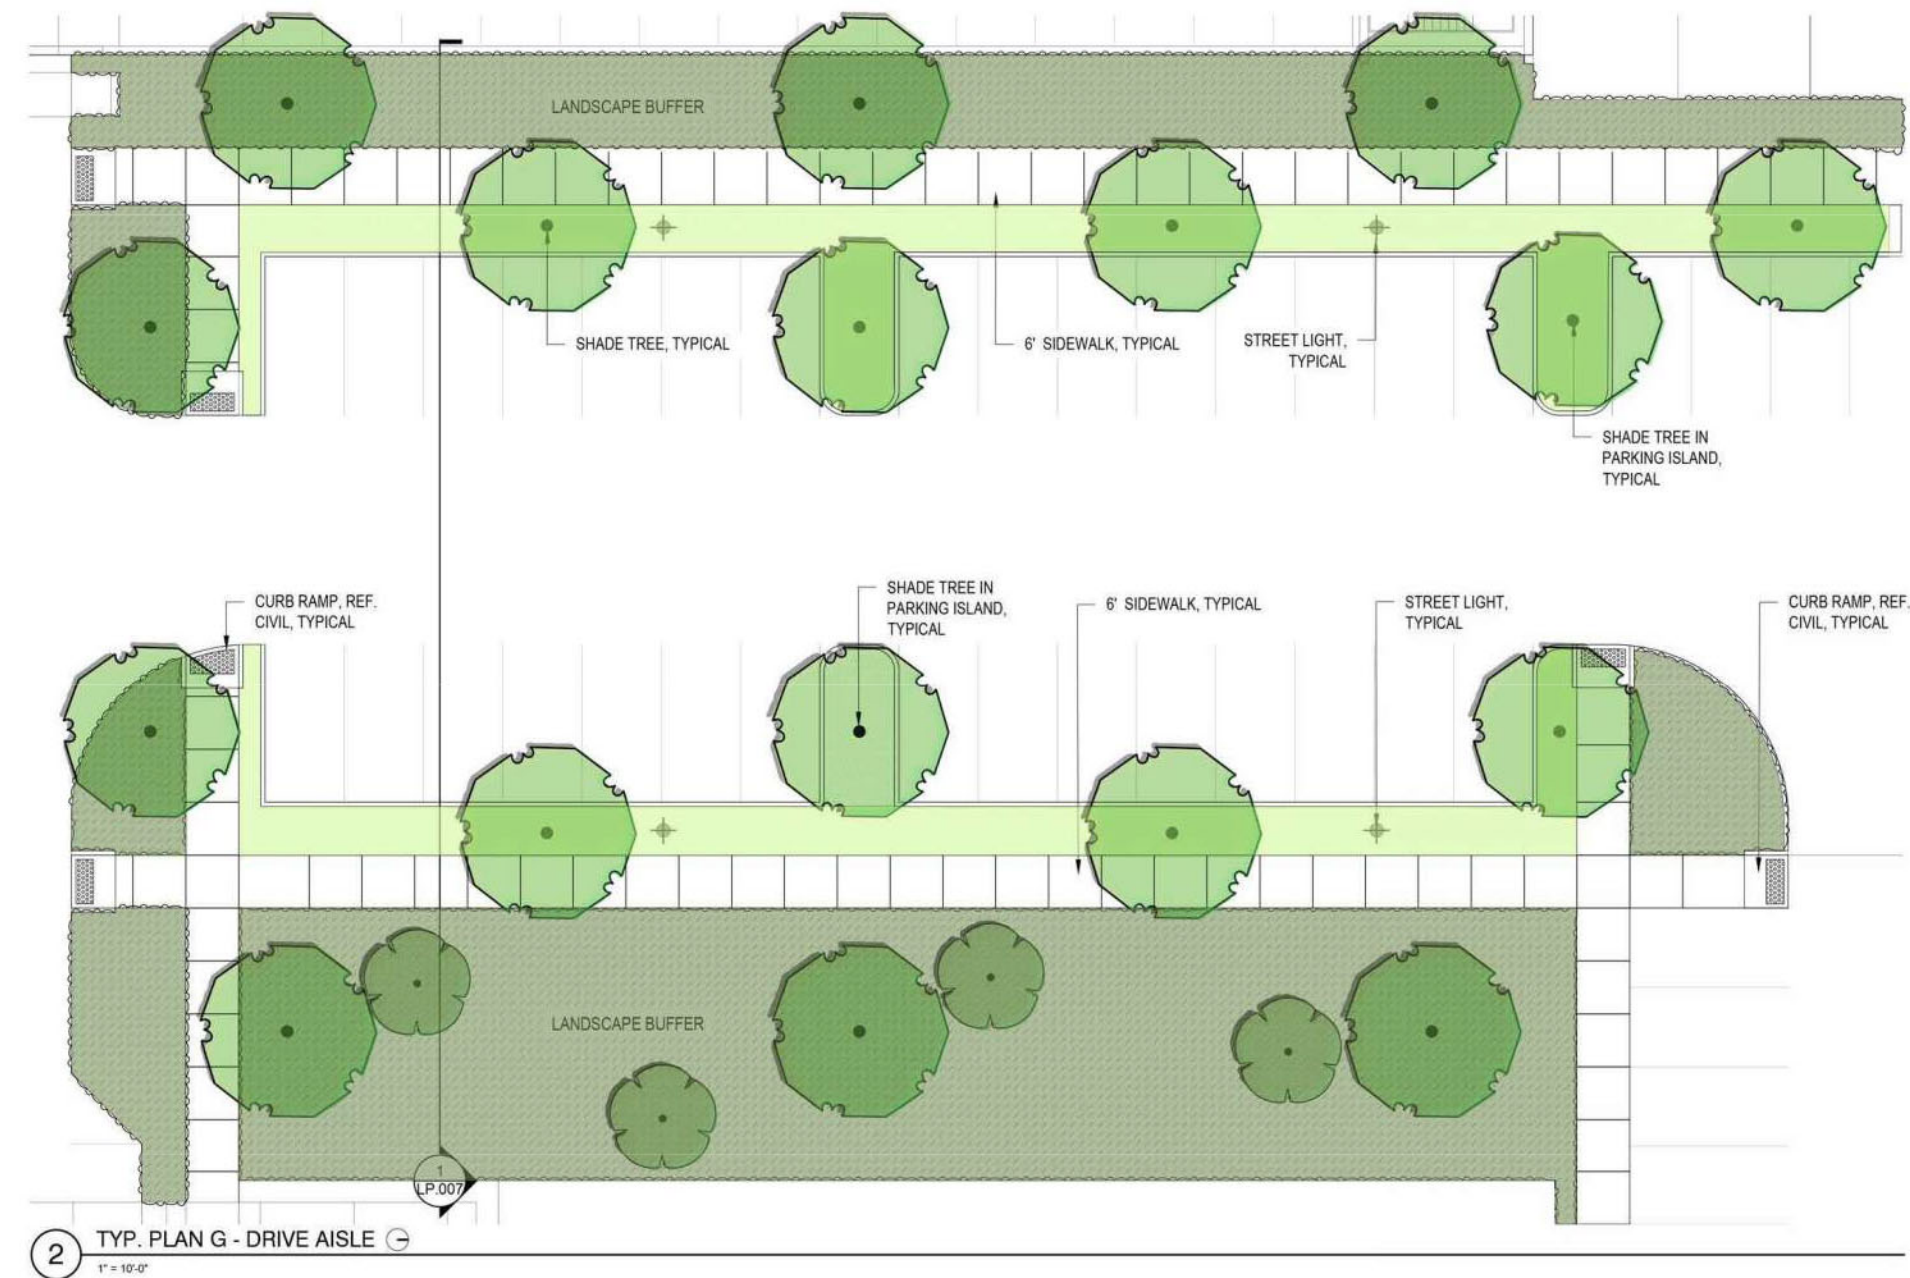 LANDSCAPE BUFFER
SHADE TREE, TYPICAL
6' SIDEWALK, TYPICAL
STREET LIGHT,
TYPICAL
SHADE TREE IN
PARKING ISLAND,
TYPICAL
CURB RAMP, REF.
CIVIL, TYPICAL
SHADE TREE IN
PARKING ISLAND,
TYPICAL
6' SIDEWALK, TYPICAL
STREET LIGHT,
TYPICAL
CURB RAMP, REF.
CIVIL, TYPICAL
LANDSCAPE BUFFER
1
LP.007
2
TYP. PLAN G - DRIVE AISLE
1" = 10'-0"